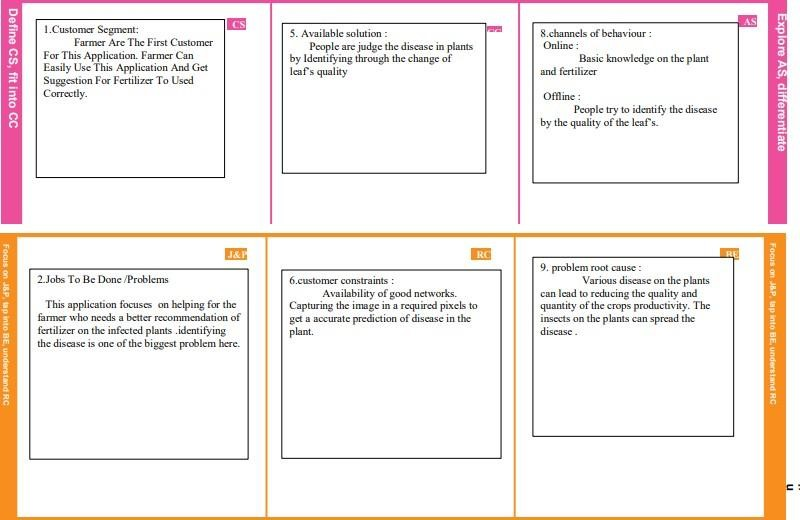 Define CS, fit into CC
CS
1.Customer Segment:
Farmer Are The First Customer
For This Application. Farmer Can
Easily Use This Application And Get
Suggestion For Fertilizer To Used
Correctly.
5. Available solution :
People are judge the disease in plants
by Identifying through the change of
leaf's quality
AS
8.channels of behaviour :
Online :
Basic knowledge on the plant
and fertilizer
Offline :
People try to identify the disease
by the quality of the leaf's.
Explore AS, differentiate
Focus on J&P, tap into BE, understand RC
J&P
2.Jobs To Be Done /Problems
This application focuses on helping for the
farmer who needs a better recommendation of
fertilizer on the infected plants .identifying
the disease is one of the biggest problem here.
RC
6.customer constraints :
Availability of good networks.
Capturing the image in a required pixels to
get a accurate prediction of disease in the
plant.
BE
9. problem root cause :
Various disease on the plants
can lead to reducing the quality and
quantity of the crops productivity. The
insects on the plants can spread the
disease .
Focus on J&P, tap into BE, understand RC